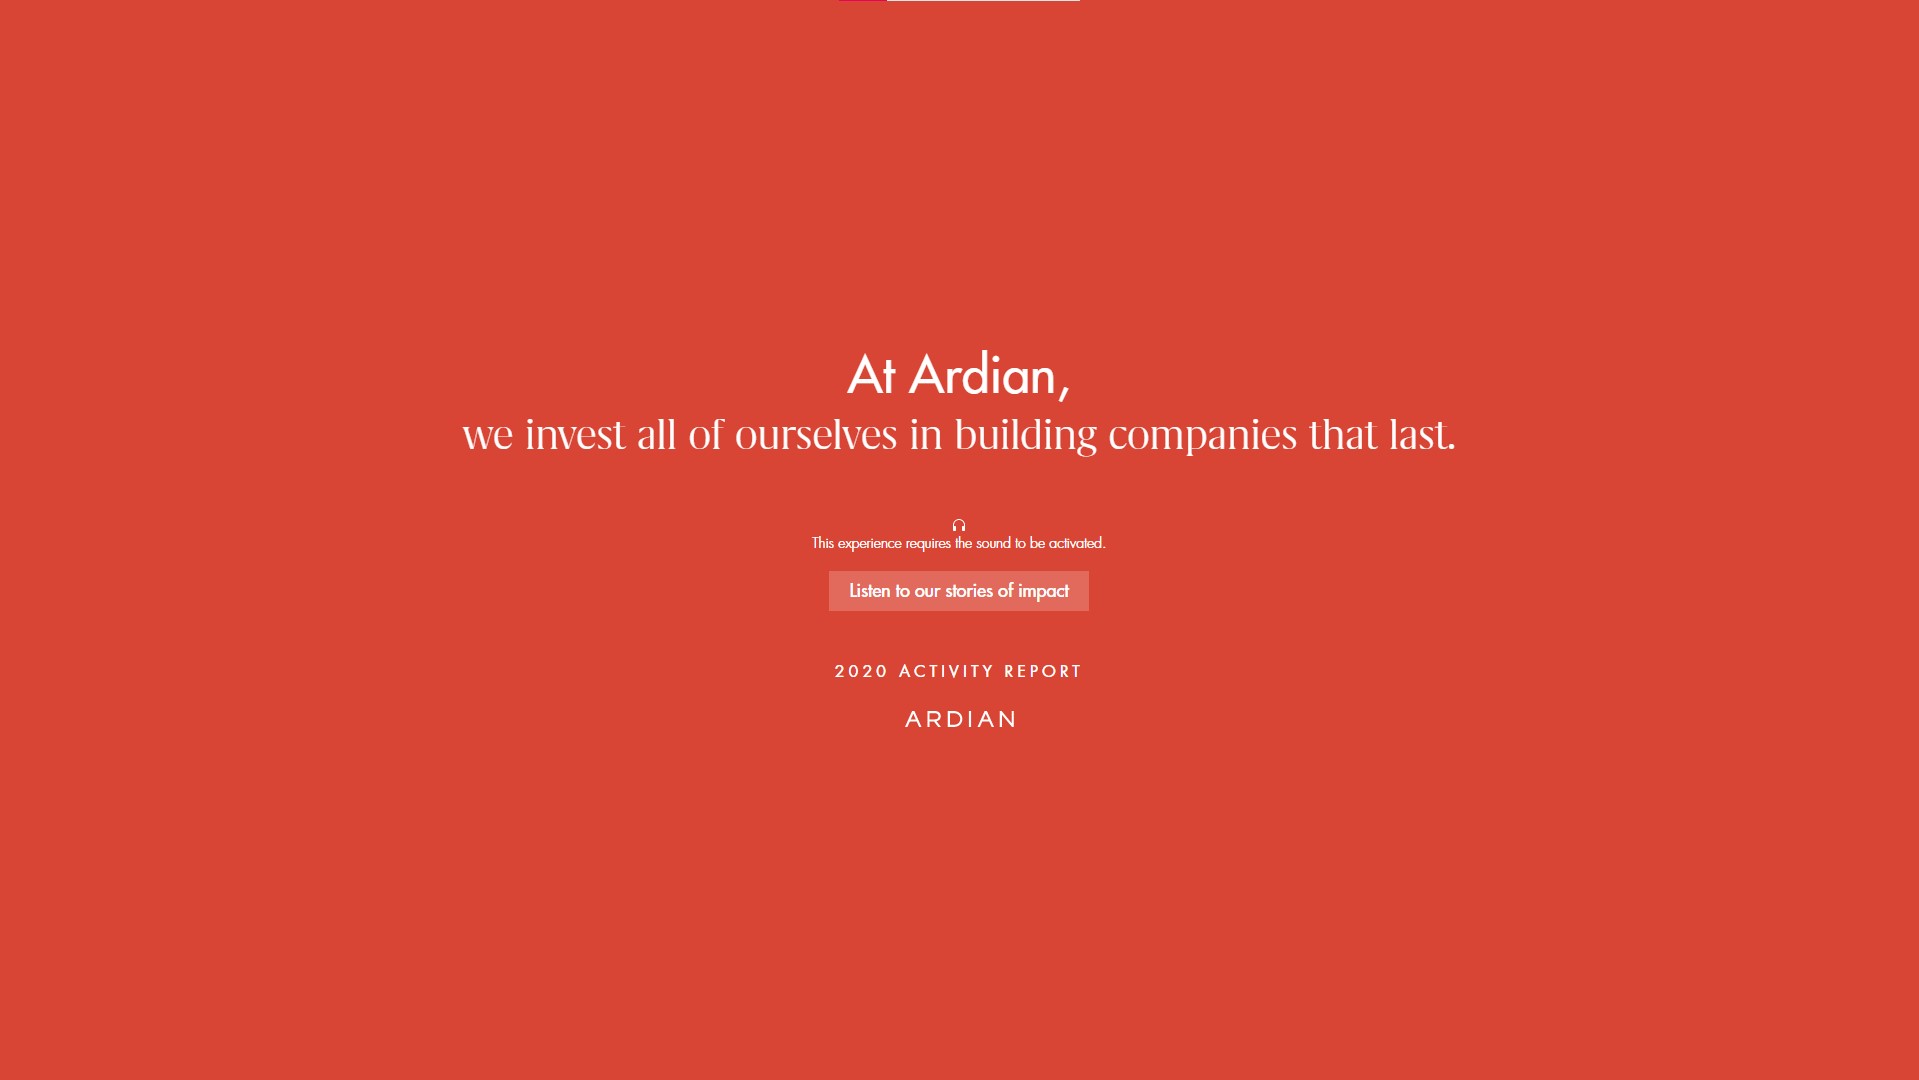 At Ardian,
we invest all of ourselves in building companies that last.
This experience requires the sound to be activated.
Listen to our stories of impact
2020 ACTIVITY REPORT
ARDIAN